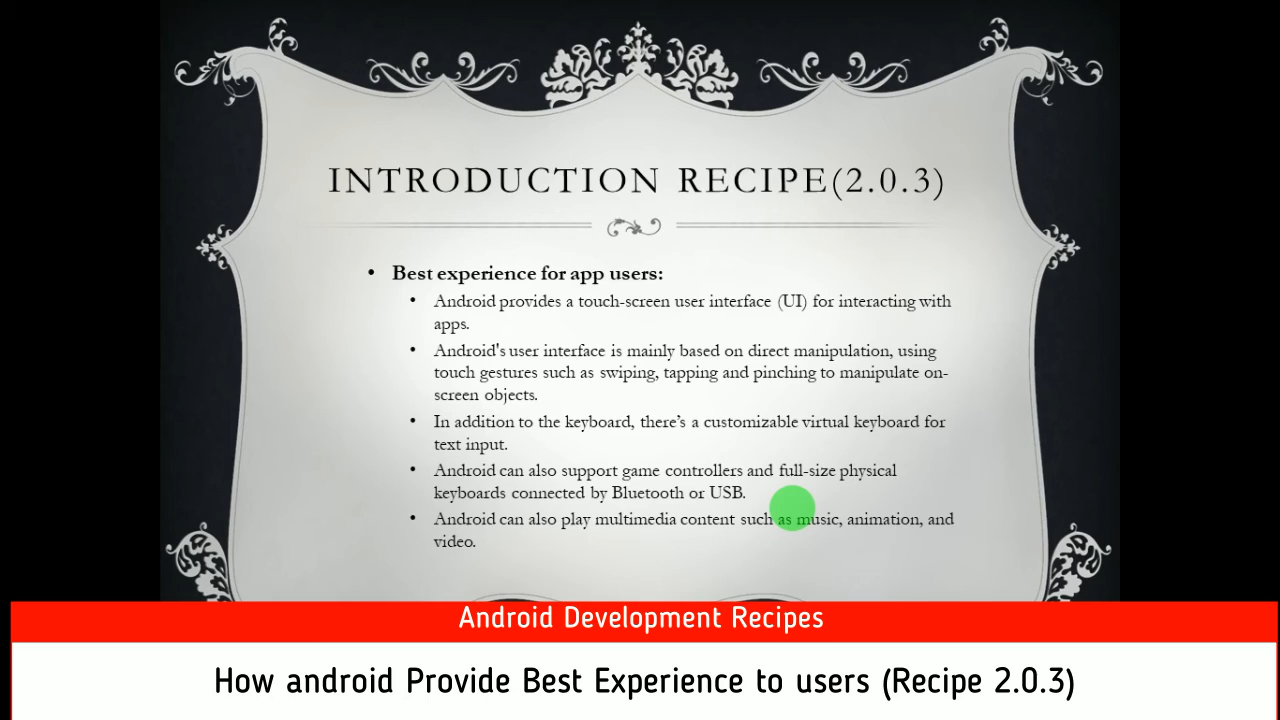 INTRODUCTION RECIPE(2.0.3)
• Best experience for app users:
• Android provides a touch-screen user interface (UI) for interacting with
apps.
• Android's user interface is mainly based on direct manipulation, using
touch gestures such as swiping, tapping and pinching to manipulate on-
screen objects.
• In addition to the keyboard, there’s a customizable virtual keyboard for
text input.
• Android can also support game controllers and full-size physical
keyboards connected by Bluetooth or USB.
• Android can also play multimedia content such as music, animation, and
video.
Android Development Recipes
How android Provide Best Experience to users (Recipe 2.0.3)